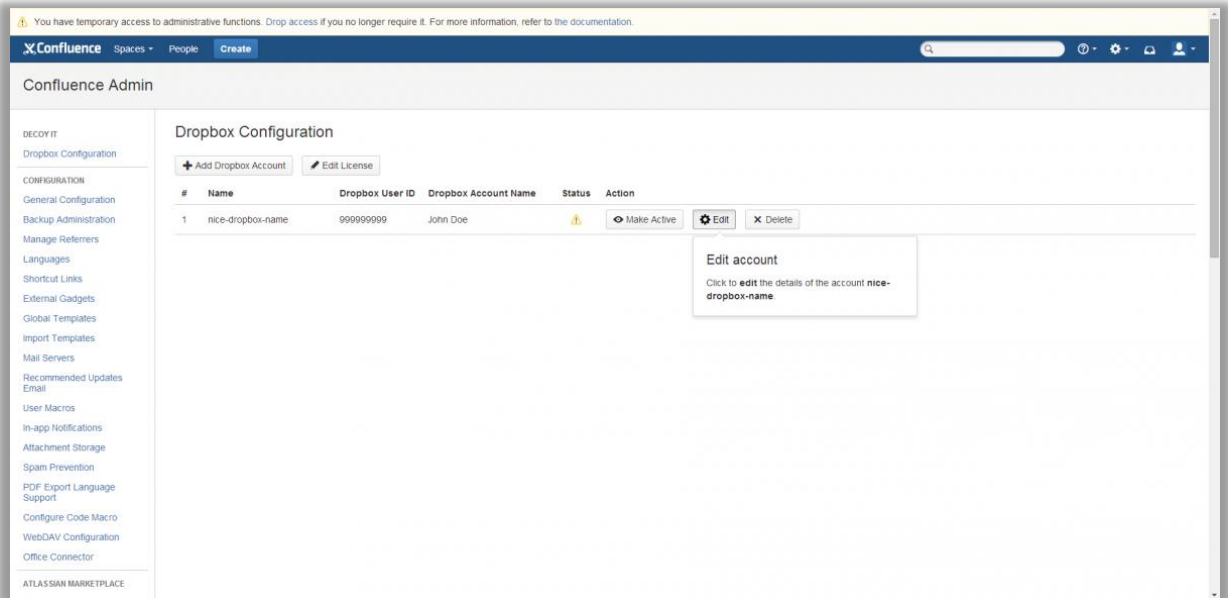 You have temporary access to administrative functions. Drop access if you no longer require it. For more information, refer to the documentation.
Confluence Spaces People Create
Confluence Admin
DECOY IT
Dropbox Configuration
CONFIGURATION
General Configuration
Backup Administration
Manage Referrers
Languages
Shortcut Links
External Gadgets
Global Templates
Import Templates
Mail Servers
Recommended Updates
Email
User Macros
In-app Notifications
Attachment Storage
Spam Prevention
PDF Export Language
Support
Configure Code Macro
WebDAV Configuration
Office Connector
ATLASSIAN MARKETPLACE
Dropbox Configuration
Add Dropbox Account Edit License
# Name Dropbox User ID Dropbox Account Name Status Action
1 nice-dropbox-name 999999999 John Doe Make Active Edit Delete
Edit account
Click to edit the details of the account nice-
dropbox-name